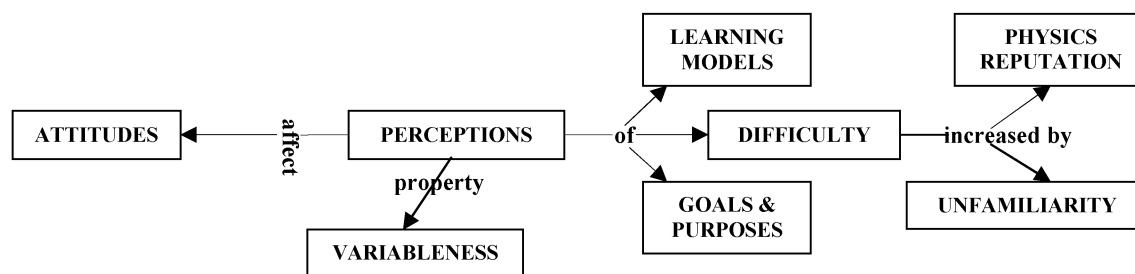 LEARNING
MODELS
PHYSICS
REPUTATION
ATTITUDES
affect
PERCEPTIONS
of
DIFFICULTY
increased by
property
GOALS &
PURPOSES
UNFAMILIARITY
VARIABLENESS